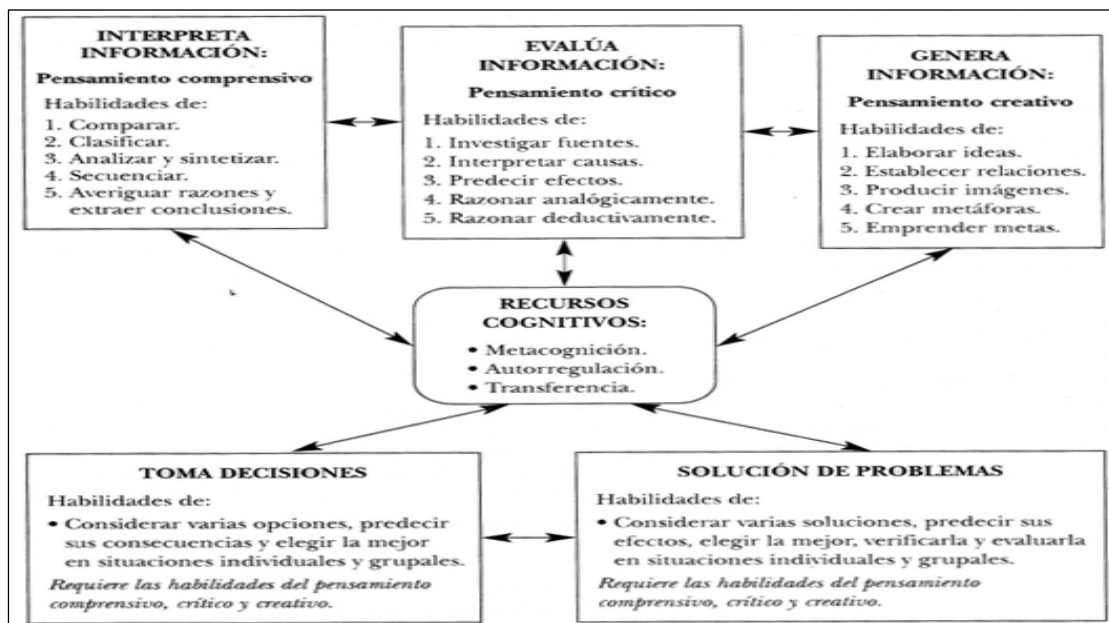 INTERPRETA
INFORMACIÓN:
Pensamiento comprensivo
Habilidades de:
1. Comparar.
2. Clasificar.
3. Analizar y sintetizar.
4. Secuenciar.
5. Averiguar razones y
extraer conclusiones.
EVALÚA
INFORMACIÓN:
Pensamiento crítico
Habilidades de:
1. Investigar fuentes.
2. Interpretar causas.
3. Predecir efectos.
4. Razonar analógicamente.
5. Razonar deductivamente.
GENERA
INFORMACIÓN:
Pensamiento creativo
Habilidades de:
1. Elaborar ideas.
2. Establecer relaciones.
3. Producir imágenes.
4. Crear metáforas.
5. Emprender metas.
RECURSOS
COGNITIVOS:
• Metacognición.
• Autorregulación.
• Transferencia.
TOMA DECISIONES
Habilidades de:
• Considerar varias opciones, predecir
sus consecuencias y elegir la mejor
en situaciones individuales y grupales.
Requiere las habilidades del pensamiento
comprensivo, crítico y creativo.
SOLUCIÓN DE PROBLEMAS
Habilidades de:
• Considerar varias soluciones, predecir sus
efectos, elegir la mejor, verificarla y evaluarla
en situaciones individuales y grupales.
Requiere las habilidades del pensamiento
comprensivo, crítico y creativo.